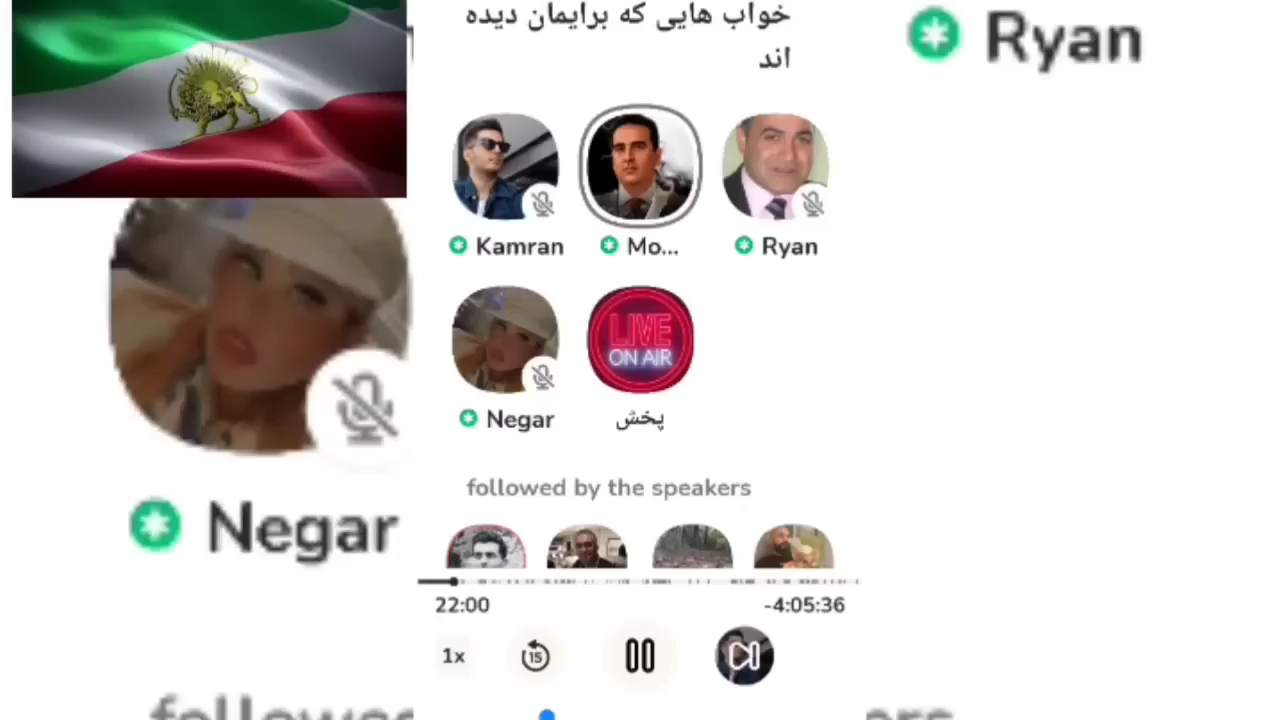 خواب هایی که برایمان دیده
اند
Ryan
Kamran
Mo...
Ryan
LIVE
ON AIR
Negar
پخش
Negar
followed by the speakers
22:00
-4:05:36
1x
15